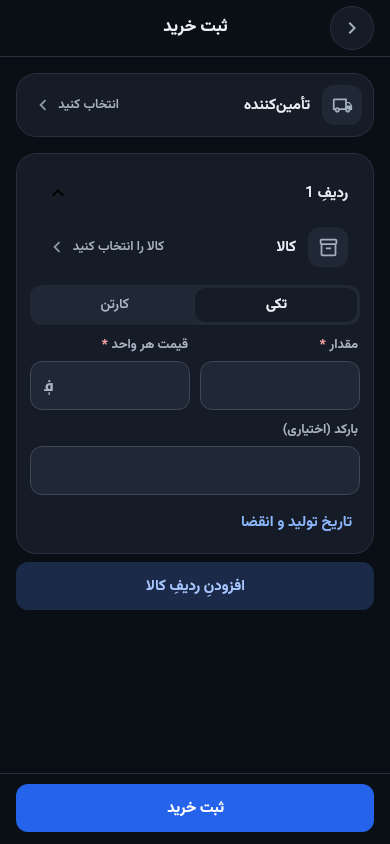 ثبت خرید
تأمین‌کننده
انتخاب کنید
ردیفِ 1
کالا
کالا را انتخاب کنید
تکی
کارتن
مقدار *
قیمت هر واحد *
؋
بارکد (اختیاری)
تاریخ تولید و انقضا
افزودنِ ردیفِ کالا
ثبت خرید